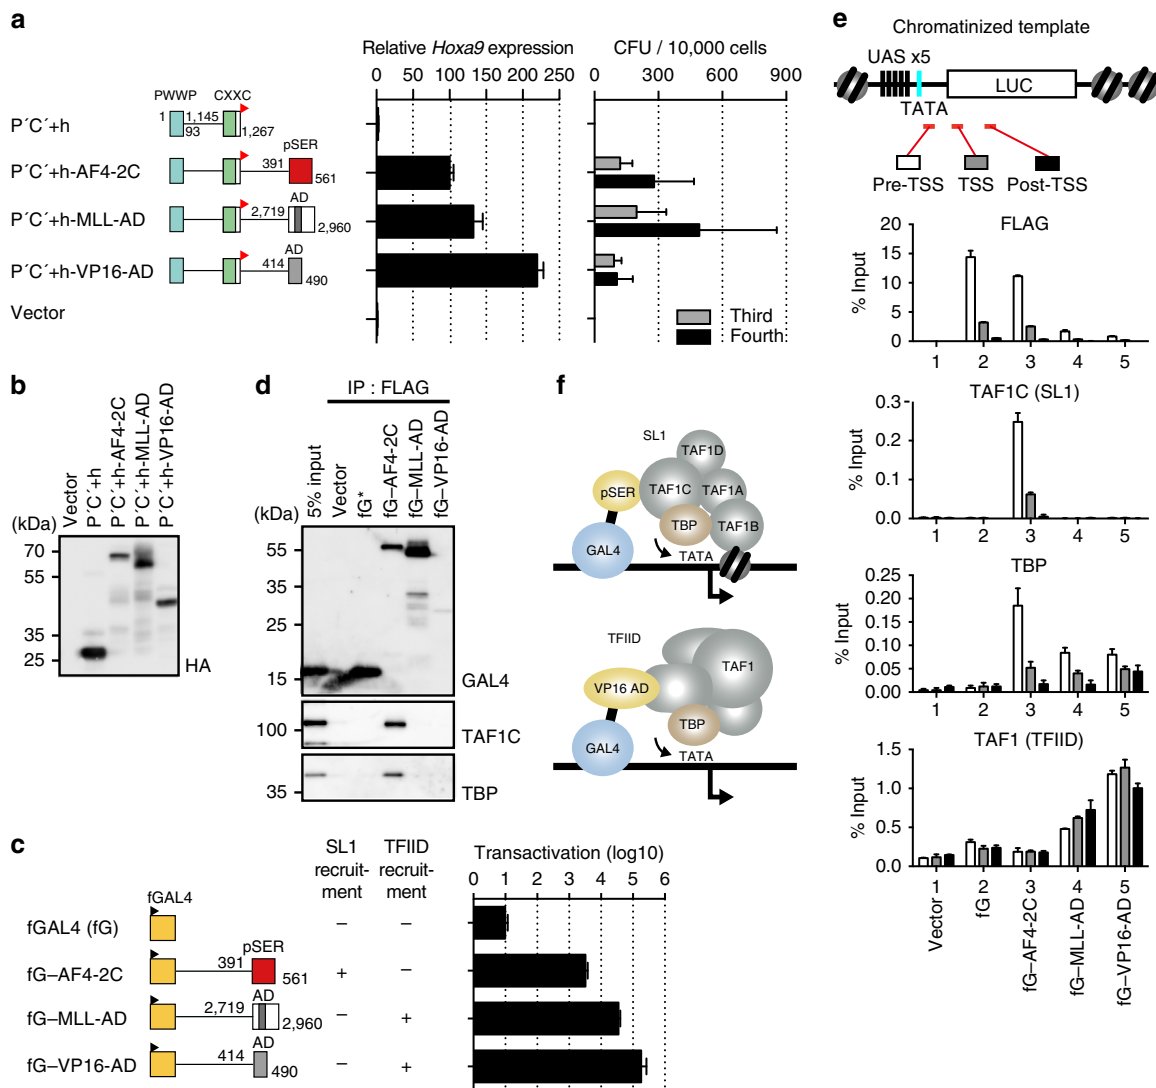 a
Relative Hoxa9 expression
0 50 100 150 200 250
CFU / 10,000 cells
0 300 600 900
PWWP CXXC
1 1,145
93 1,267
P´C´+h
pSER
P´C´+h-AF4-2C
391
561
AD
P´C´+h-MLL-AD
2,719
2,960
AD
P´C´+h-VP16-AD
414
490
Vector
Third
Fourth
b
Vector
P´C´+h
P´C´+h-AF4-2C
P´C´+h-MLL-AD
P´C´+h-VP16-AD
(kDa)
70
55
35
25
HA
d
IP : FLAG
5% input
Vector
fG*
fG–AF4-2C
fG–MLL-AD
fG–VP16-AD
(kDa)
55
35
15
GAL4
100
TAF1C
35
TBP
c
SL1 recruit-ment
TFIID recruit-ment
Transactivation (log10)
0 1 2 3 4 5 6
fGAL4
fGAL4 (fG) – –
pSER
fG–AF4-2C 391 561 + –
AD
fG–MLL-AD 2,719 2,960 – +
AD
fG–VP16-AD 414 490 – +
e
Chromatinized template
UAS x5
LUC
TATA
Pre-TSS TSS Post-TSS
FLAG
% Input
20
15
10
5
0
1 2 3 4 5
TAF1C (SL1)
% Input
0.3
0.2
0.1
0.0
1 2 3 4 5
TBP
% Input
0.25
0.20
0.15
0.10
0.05
0.00
1 2 3 4 5
TAF1 (TFIID)
% Input
1.5
1.0
0.5
0.0
Vector 1
fG 2
fG–AF4-2C 3
fG–MLL-AD 4
fG–VP16-AD 5
f
SL1
TAF1D
pSER
TAF1C
TAF1A
TBP
TAF1B
GAL4
TATA
TFIID
TAF1
VP16 AD
TBP
GAL4
TATA